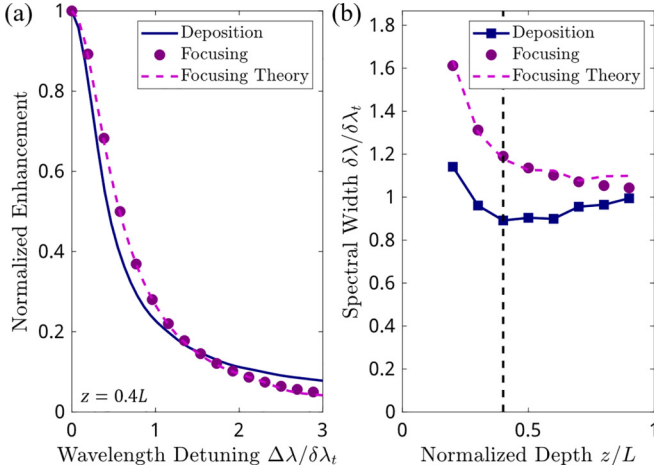 (a)
Normalized Enhancement
1
0.8
0.6
0.4
0.2
0
Deposition
Focusing
Focusing Theory
z = 0.4L
0 1 2 3
Wavelength Detuning Δλ/δλt
(b)
Spectral Width δλ/δλt
1.8
1.6
1.4
1.2
1
0.8
0.6
0.4
0.2
0
Deposition
Focusing
Focusing Theory
0 0.5 1
Normalized Depth z/L